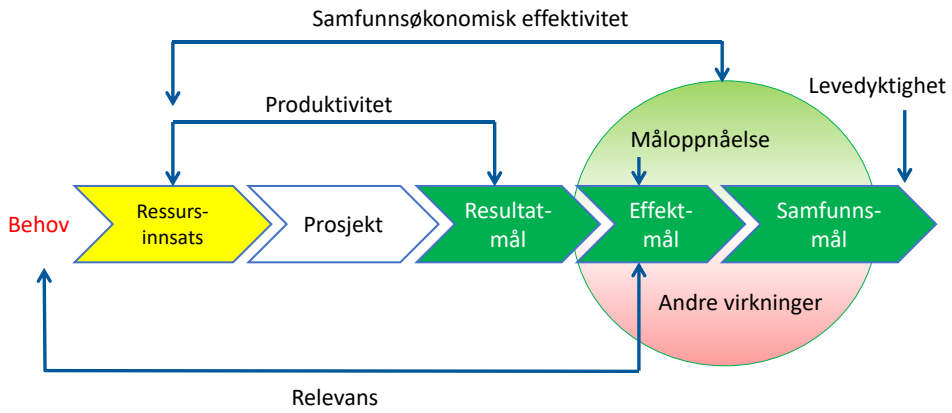 Samfunnsøkonomisk effektivitet
Levedyktighet
Produktivitet
Måloppnåelse
Behov
Ressurs-
innsats
Prosjekt
Resultat-
mål
Effekt-
mål
Samfunns-
mål
Andre virkninger
Relevans